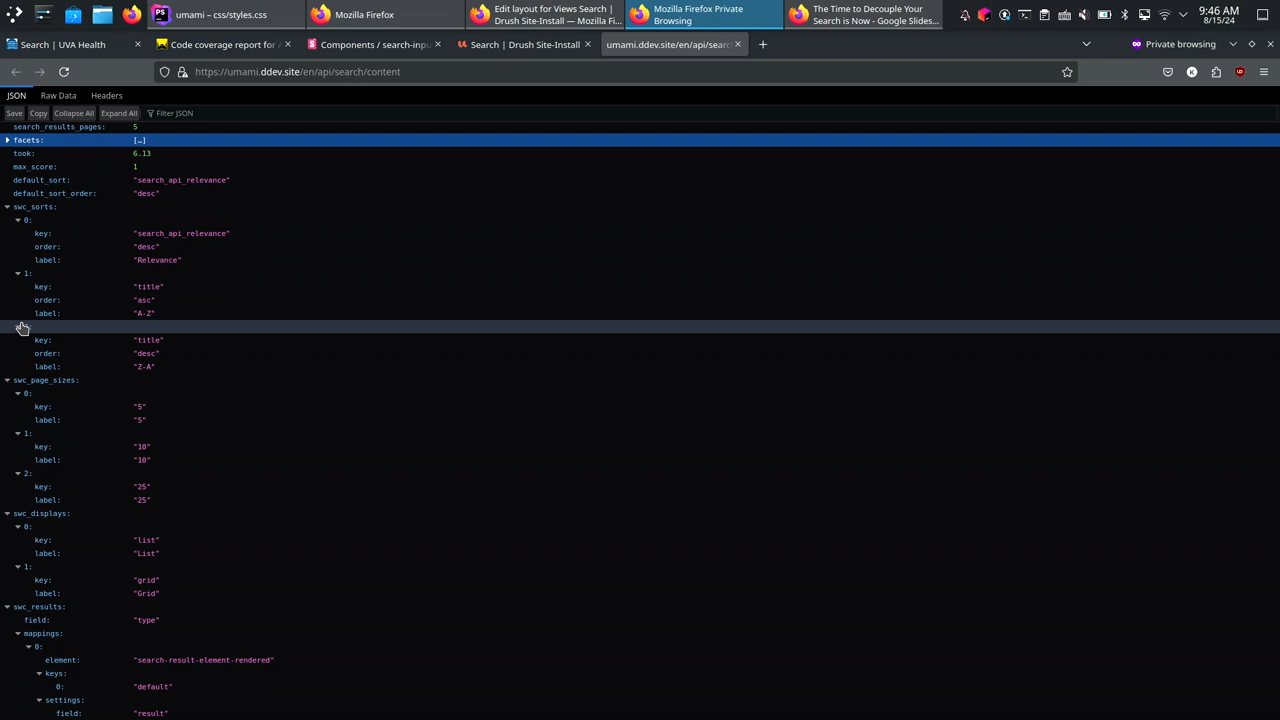 umami – css/styles.css
Mozilla Firefox
Edit layout for Views Search |
Drush Site-Install — Mozilla Fi...
Mozilla Firefox Private
Browsing
The Time to Decouple Your
Search is Now - Google Slides...
9:46 AM
8/15/24
Search | UVA Health
Code coverage report for
Components / search-inpu
Search | Drush Site-Install
umami.ddev.site/en/api/sear
Private browsing
https://umami.ddev.site/en/api/search/content
JSON
Raw Data
Headers
Save
Copy
Collapse All
Expand All
Filter JSON
search_results_pages: 5
facets: […]
took: 6.13
max_score: 1
default_sort: "search_api_relevance"
default_sort_order: "desc"
swc_sorts:
0:
key: "search_api_relevance"
order: "desc"
label: "Relevance"
1:
key: "title"
order: "asc"
label: "A-Z"
key: "title"
order: "desc"
label: "Z-A"
swc_page_sizes:
0:
key: "5"
label: "5"
1:
key: "10"
label: "10"
2:
key: "25"
label: "25"
swc_displays:
0:
key: "list"
label: "List"
1:
key: "grid"
label: "Grid"
swc_results:
field: "type"
mappings:
0:
element: "search-result-element-rendered"
keys:
0: "default"
settings:
field: "result"